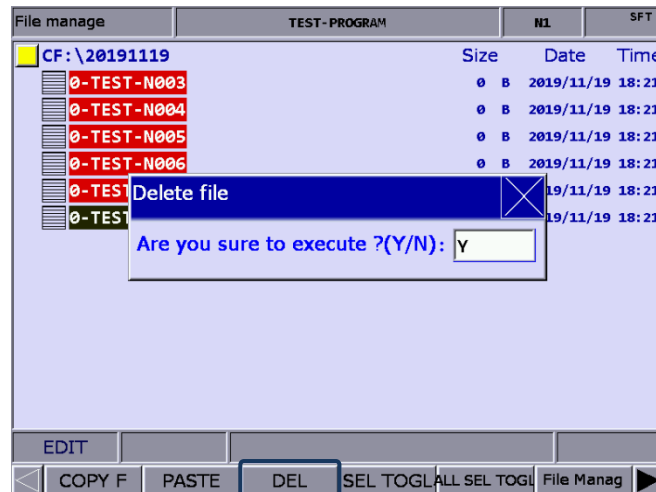 File manage TEST-PROGRAM N1 SFT
CF:\20191119 Size Date Time
0-TEST-N003 0 B 2019/11/19 18:21
0-TEST-N004 0 B 2019/11/19 18:21
0-TEST-N005 0 B 2019/11/19 18:21
0-TEST-N006 0 B 2019/11/19 18:21
0-TEST 19/11/19 18:21
0-TEST 19/11/19 18:21
Delete file
Are you sure to execute ?(Y/N): Y
EDIT
COPY F PASTE DEL SEL TOGL ALL SEL TOGL File Manag